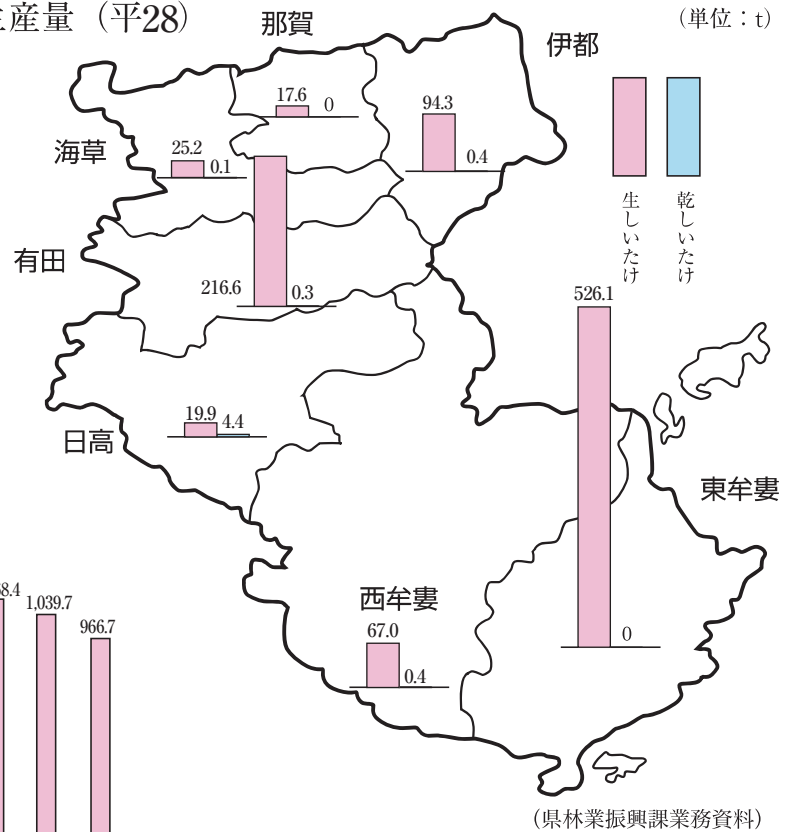 産量（平28）
（単位：t）
那賀
伊都
17.6
0
94.3
0.4
海草
25.2
0.1
生しいたけ
乾しいたけ
有田
216.6
0.3
526.1
19.9
4.4
日高
東牟婁
西牟婁
67.0
0.4
0
8.4
1,039.7
966.7
（県林業振興課業務資料）